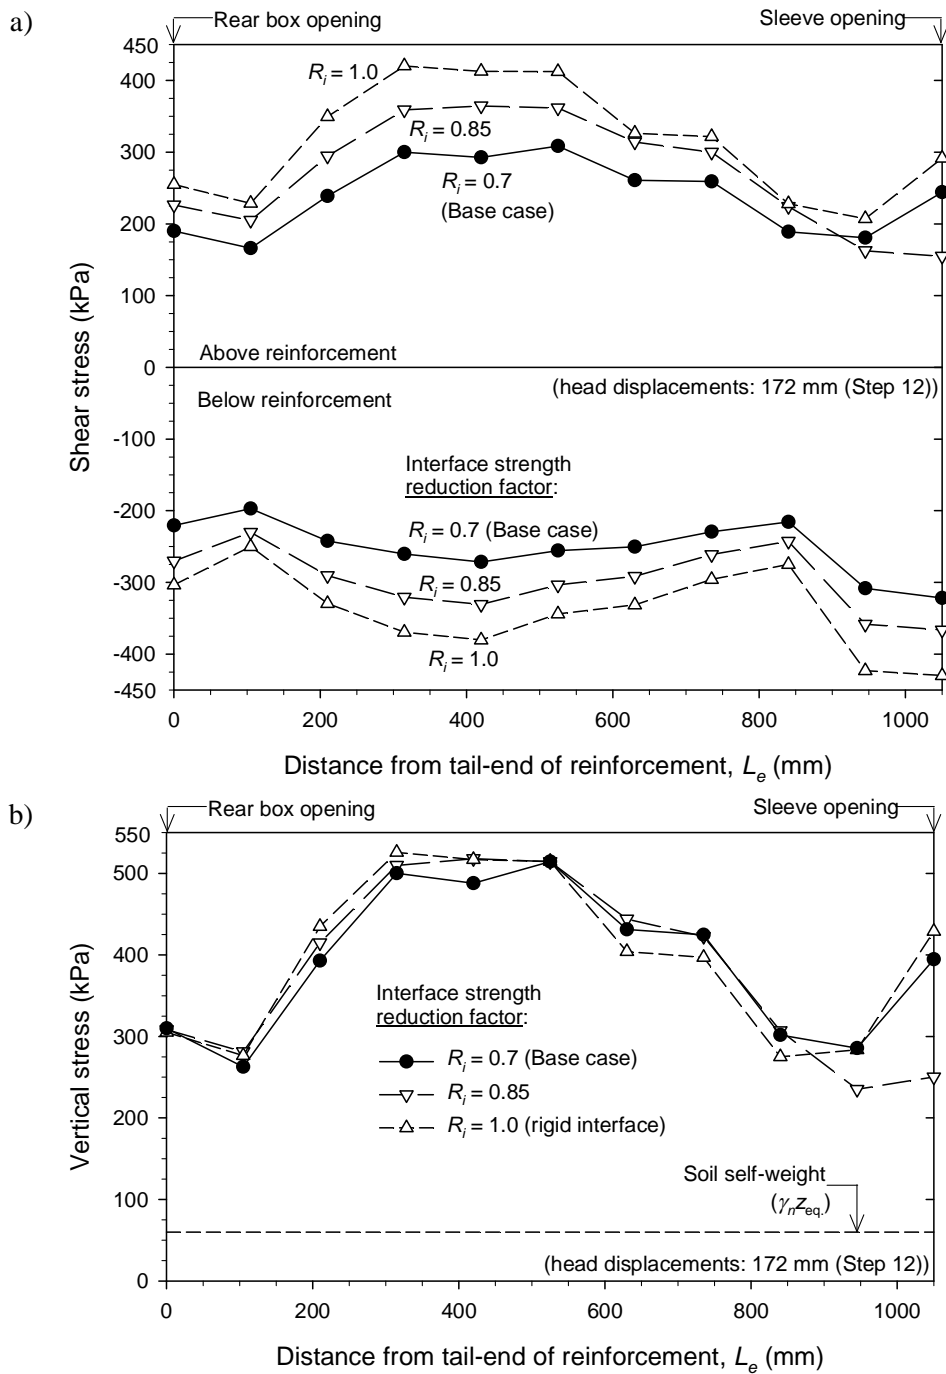 a)
Rear box opening
Sleeve opening
450
400
300
200
100
0
-100
-200
-300
-400
-450
Shear stress (kPa)
R_i = 1.0
R_i = 0.85
R_i = 0.7
(Base case)
Above reinforcement
(head displacements: 172 mm (Step 12))
Below reinforcement
Interface strength
reduction factor:
R_i = 0.7 (Base case)
R_i = 0.85
R_i = 1.0
0 200 400 600 800 1000
Distance from tail-end of reinforcement, L_e (mm)
b)
Rear box opening
Sleeve opening
550
500
400
300
200
100
0
Vertical stress (kPa)
Interface strength
reduction factor:
R_i = 0.7 (Base case)
R_i = 0.85
R_i = 1.0 (rigid interface)
Soil self-weight
(γ_n z_eq.)
(head displacements: 172 mm (Step 12))
0 200 400 600 800 1000
Distance from tail-end of reinforcement, L_e (mm)